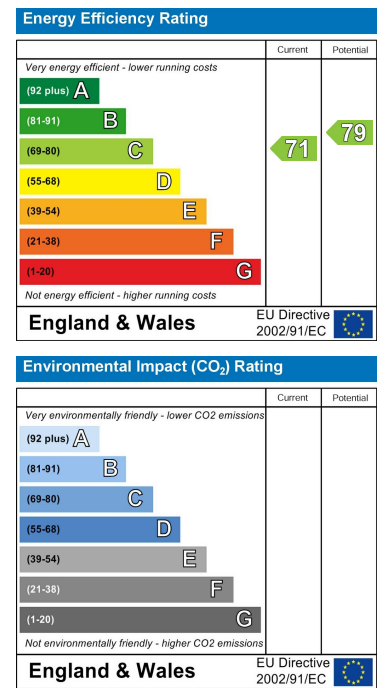 Energy Efficiency Rating
Current Potential
Very energy efficient - lower running costs
(92 plus) A
(81-91) B
(69-80) C
(55-68) D
(39-54) E
(21-38) F
(1-20) G
71
79
Not energy efficient - higher running costs
England & Wales
EU Directive
2002/91/EC
Environmental Impact (CO₂) Rating
Current Potential
Very environmentally friendly - lower CO2 emissions
(92 plus) A
(81-91) B
(69-80) C
(55-68) D
(39-54) E
(21-38) F
(1-20) G
Not environmentally friendly - higher CO2 emissions
England & Wales
EU Directive
2002/91/EC